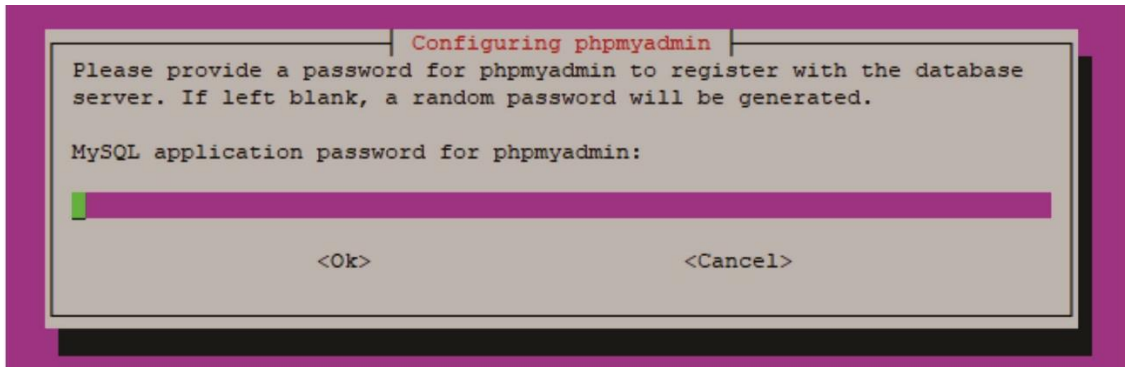 Configuring phpmyadmin
Please provide a password for phpmyadmin to register with the database
server. If left blank, a random password will be generated.
MySQL application password for phpmyadmin:
<Ok> <Cancel>